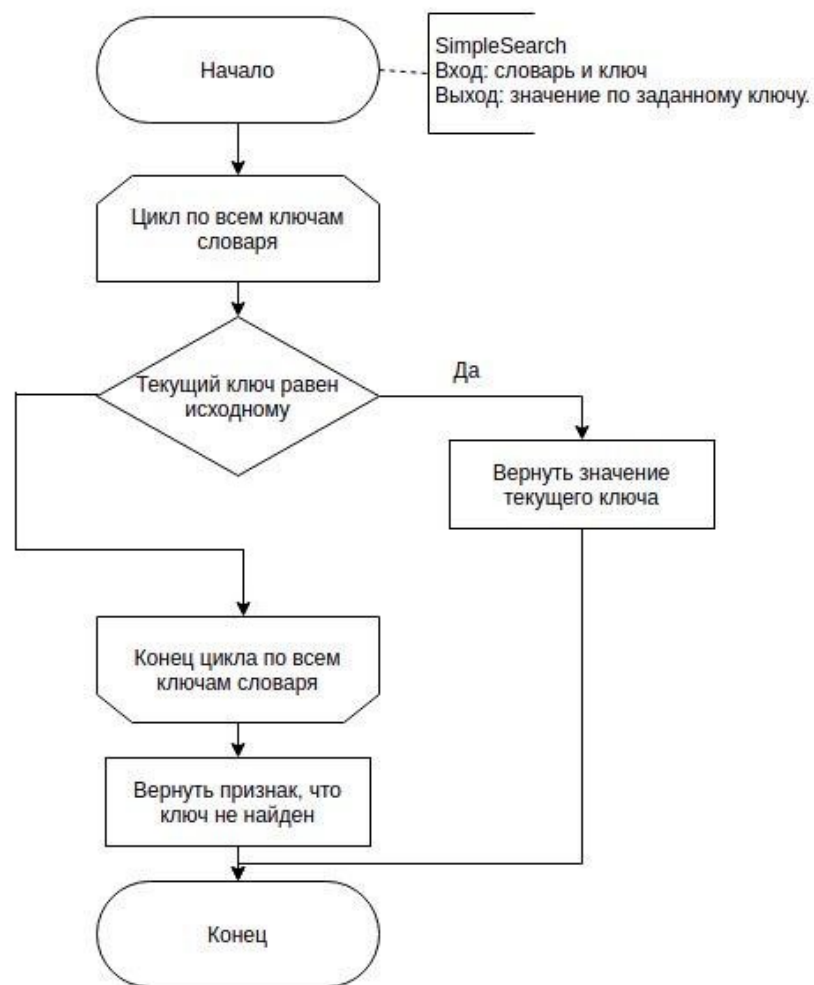 Начало
SimpleSearch
Вход: словарь и ключ
Выход: значение по заданному ключу.
Цикл по всем ключам
словаря
Текущий ключ равен
исходному
Да
Вернуть значение
текущего ключа
Конец цикла по всем
ключам словаря
Вернуть признак, что
ключ не найден
Конец